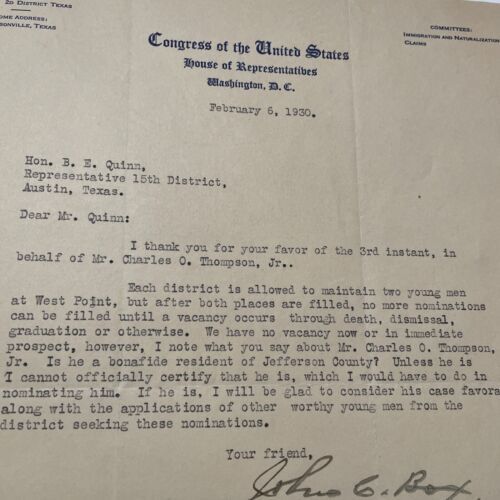 2D DISTRICT TEXAS
OME ADDRESS:
SONVILLE, TEXAS
COMMITTEES:
IMMIGRATION AND NATURALIZATION
CLAIMS
Congress of the United States
House of Representatives
Washington, D. C.
February 6, 1930.
Hon. B. E. Quinn,
Representative 15th District,
Austin, Texas.
Dear Mr. Quinn:
I thank you for your favor of the 3rd instant, in
behalf of Mr. Charles O. Thompson, Jr..
Each district is allowed to maintain two young men
at West Point, but after both places are filled, no more nominations
can be filled until a vacancy occurs through death, dismissal,
graduation or otherwise. We have no vacancy now or in immediate
prospect, however, I note what you say about Mr. Charles O. Thompson,
Jr. Is he a bonafide resident of Jefferson County? Unless he is
I cannot officially certify that he is, which I would have to do in
nominating him. If he is, I will be glad to consider his case favora
along with the applications of other worthy young men from the
district seeking these nominations.
Your friend,
John C. Box